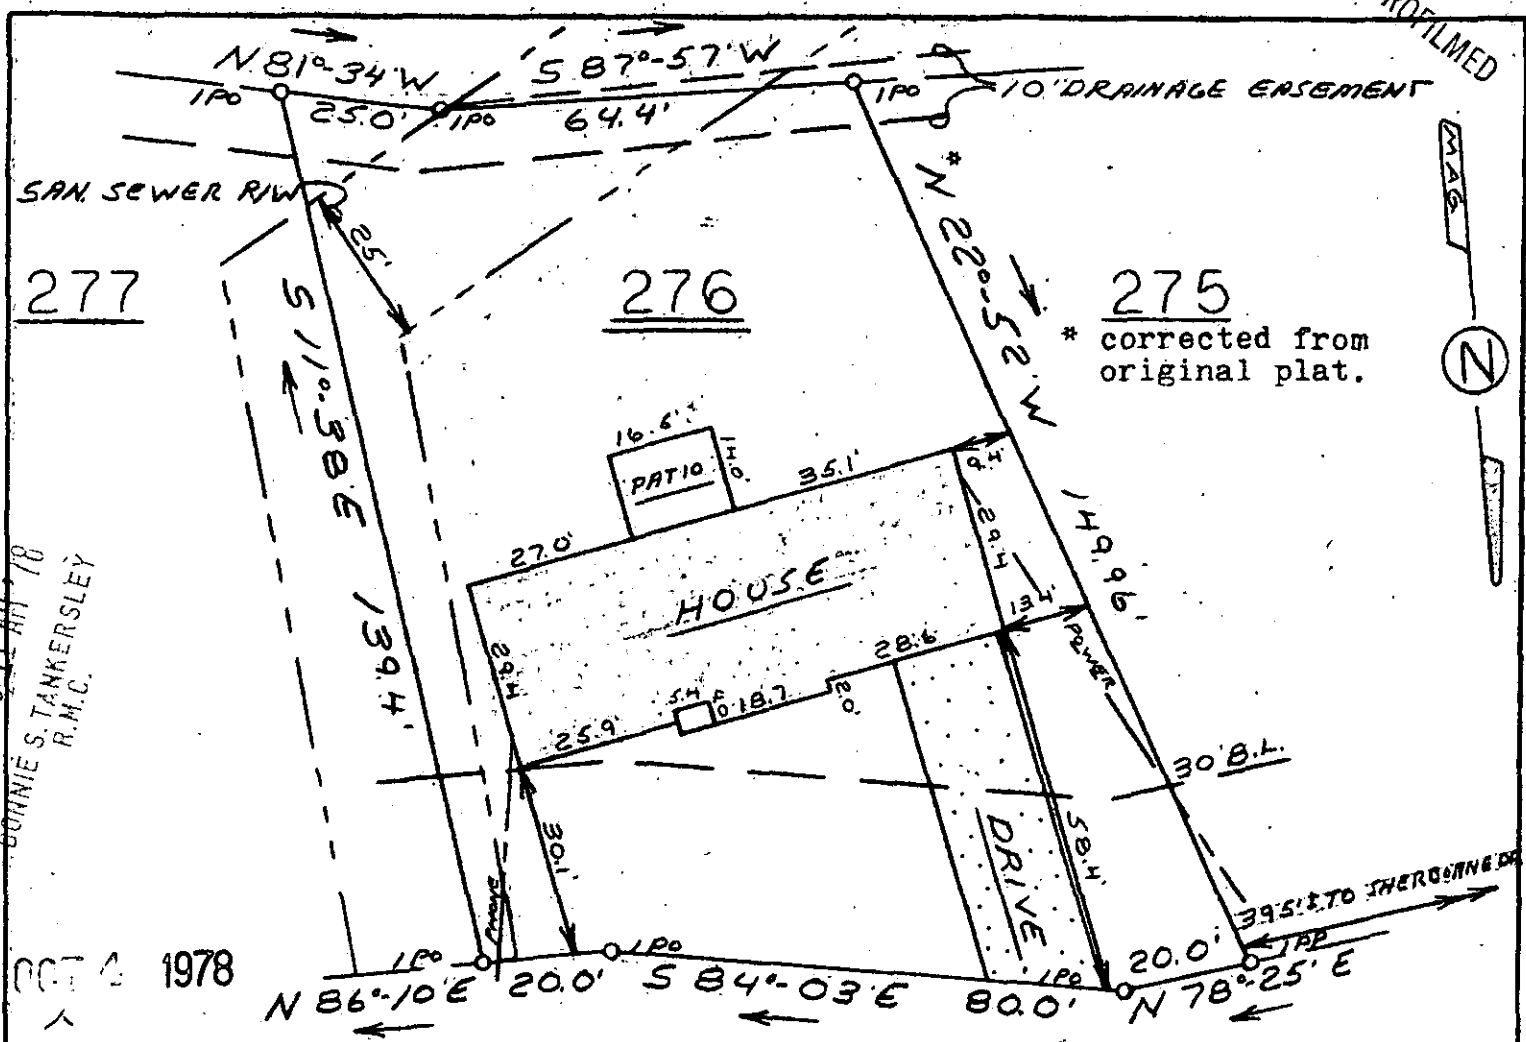 ROFILMED
N 81°-34'W
S 87°-57'W
IPO
25.0'
IPO
64.4'
IPO
10' DRAINAGE EASEMENT
SAN. SEWER R/W
25'
* N 22°-52'W
MAG
277
276
275
* corrected from
original plat.
N
S 11°-38'E 139.4'
16.5'±
14.0'
PATIO
35.1'
9.4'
149.96'
27.0'
HOUSE
29.4
29.4
13.4'
POWER
28.6
5.4
18.7
2.0'
25.9'
30' B.L.
30.1'
DRIVE
58.4'
PHONE
BONNIE S. TANKERSLEY
R.M.C.
395'± TO SHERBORNE DR
IPP
20.0'
N 78°-25'E
IPO
IPO
IPO
OCT 4 1978
N 86°-10'E 20.0' S 84°-03'E 80.0'